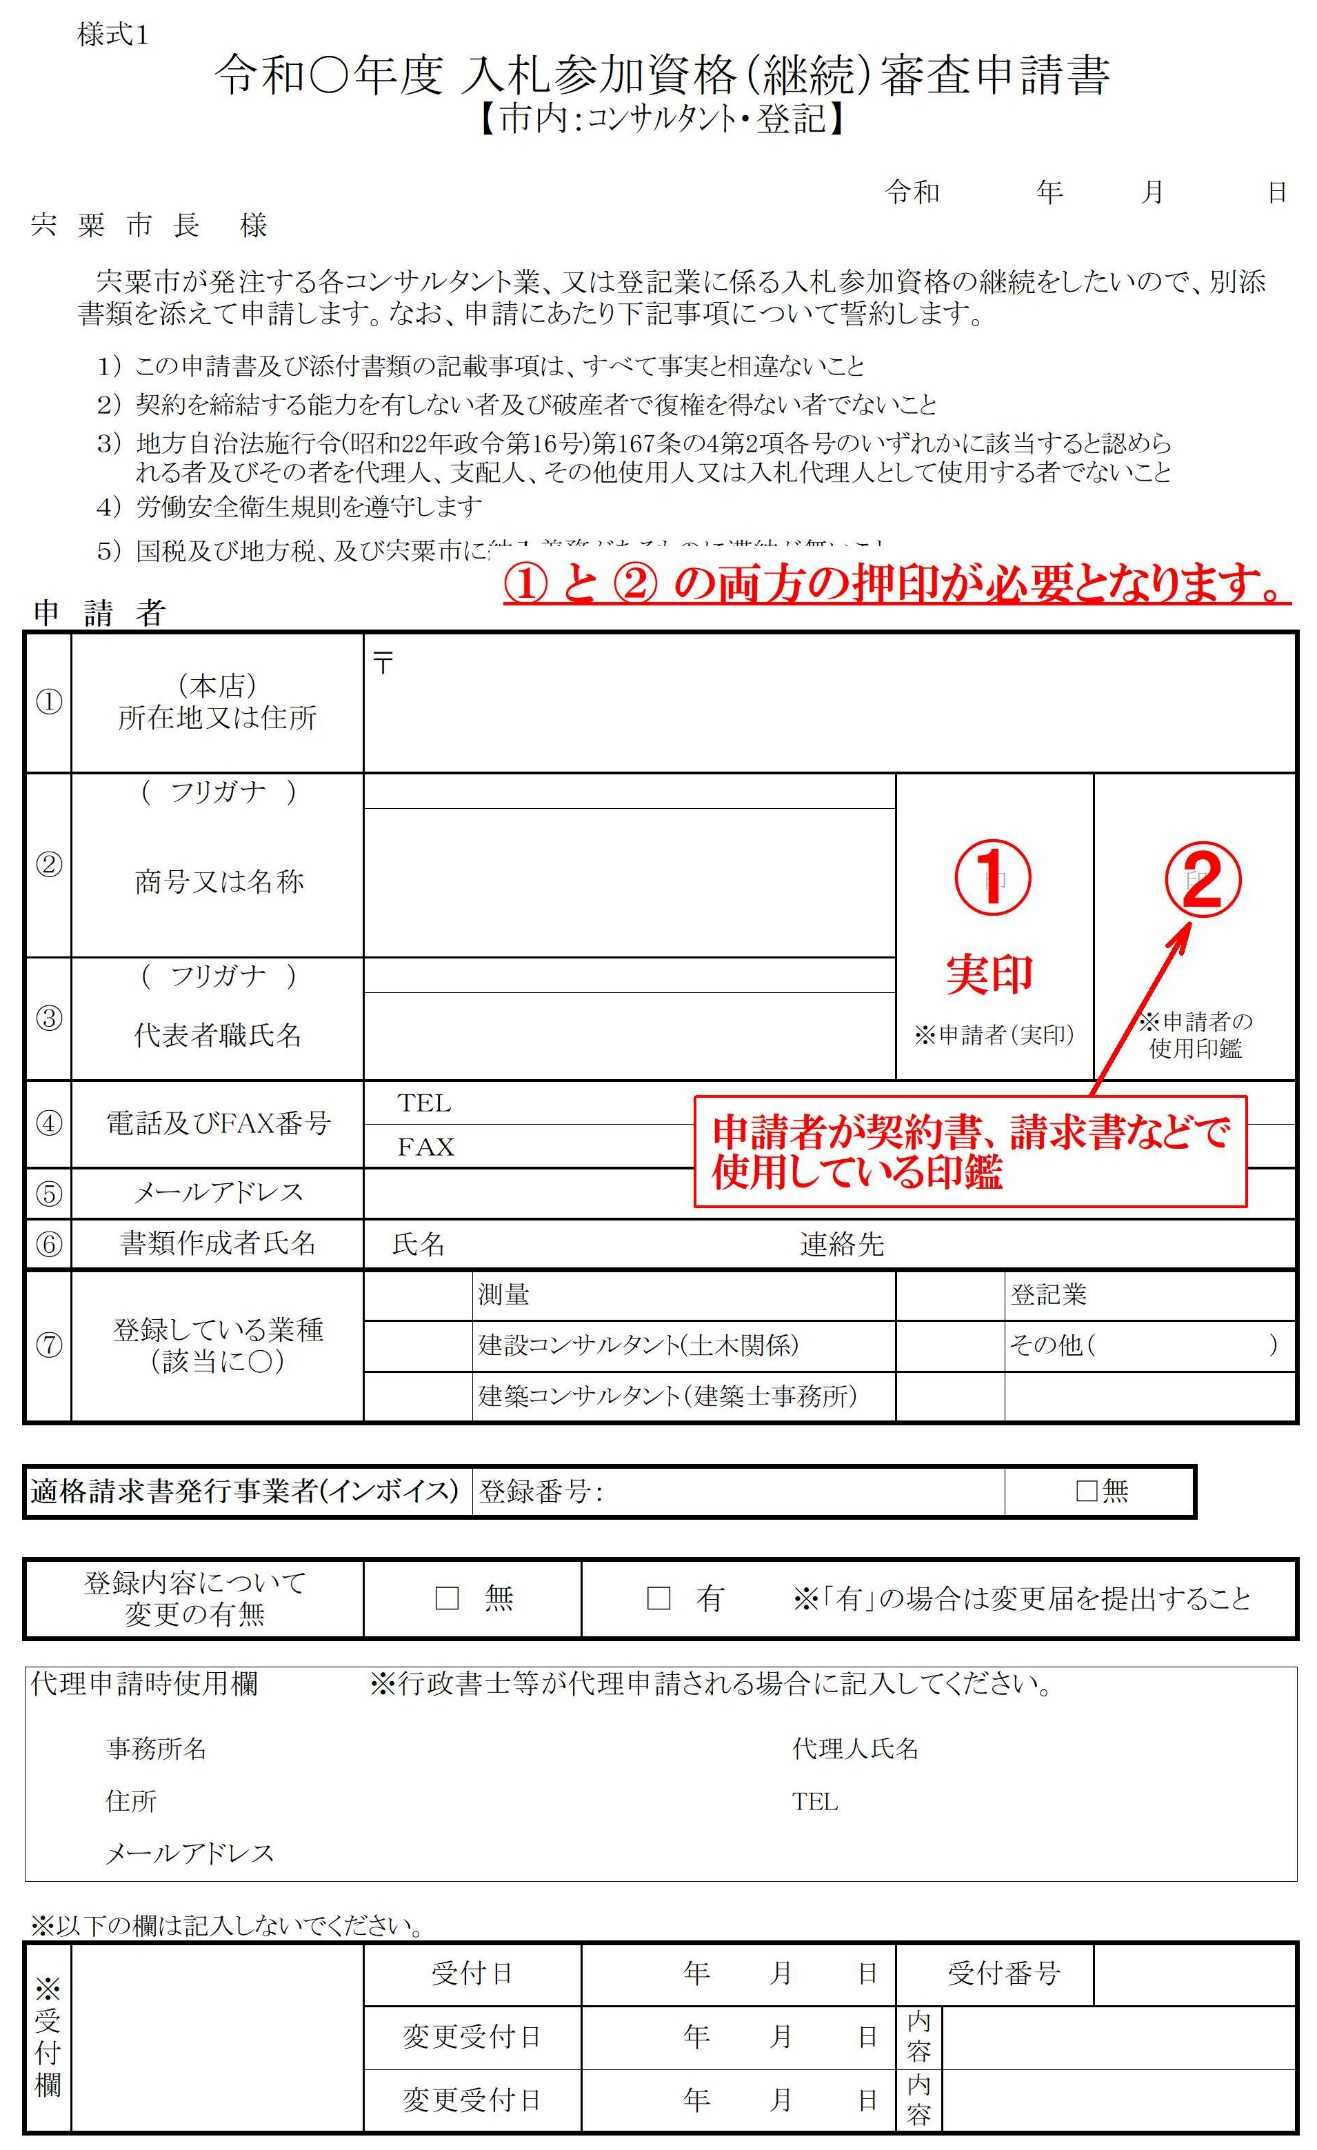 様式1
令和〇年度 入札参加資格(継続)審査申請書
【市内:コンサルタント・登記】
令和　年　月　日
宍粟市長　様
宍粟市が発注する各コンサルタント業、又は登記業に係る入札参加資格の継続をしたいので、別添
書類を添えて申請します。なお、申請にあたり下記事項について誓約します。
1) この申請書及び添付書類の記載事項は、すべて事実と相違ないこと
2) 契約を締結する能力を有しない者及び破産者で復権を得ない者でないこと
3) 地方自治法施行令(昭和22年政令第16号)第167条の4第2項各号のいずれかに該当すると認めら
れる者及びその者を代理人、支配人、その他使用人又は入札代理人として使用する者でないこと
4) 労働安全衛生規則を遵守します
5) 国税及び地方税、及び宍粟市に
① と ② の両方の押印が必要となります。
申 請 者
①
(本店)
所在地又は住所
〒
②
( フリガナ )
商号又は名称
③
( フリガナ )
代表者職氏名
①
実印
※申請者(実印)
②
※申請者の
使用印鑑
④
電話及びFAX番号
TEL
FAX
申請者が契約書、請求書などで
使用している印鑑
⑤
メールアドレス
⑥
書類作成者氏名
氏名　連絡先
⑦
登録している業種
(該当に〇)
測量　登記業
建設コンサルタント(土木関係)　その他(　)
建築コンサルタント(建築士事務所)
適格請求書発行事業者(インボイス)　登録番号:　□無
登録内容について
変更の有無
□ 無　□ 有　※「有」の場合は変更届を提出すること
代理申請時使用欄　※行政書士等が代理申請される場合に記入してください。
事務所名　代理人氏名
住所　TEL
メールアドレス
※以下の欄は記入しないでください。
※受付欄
受付日　年　月　日　受付番号
変更受付日　年　月　日　内容
変更受付日　年　月　日　内容